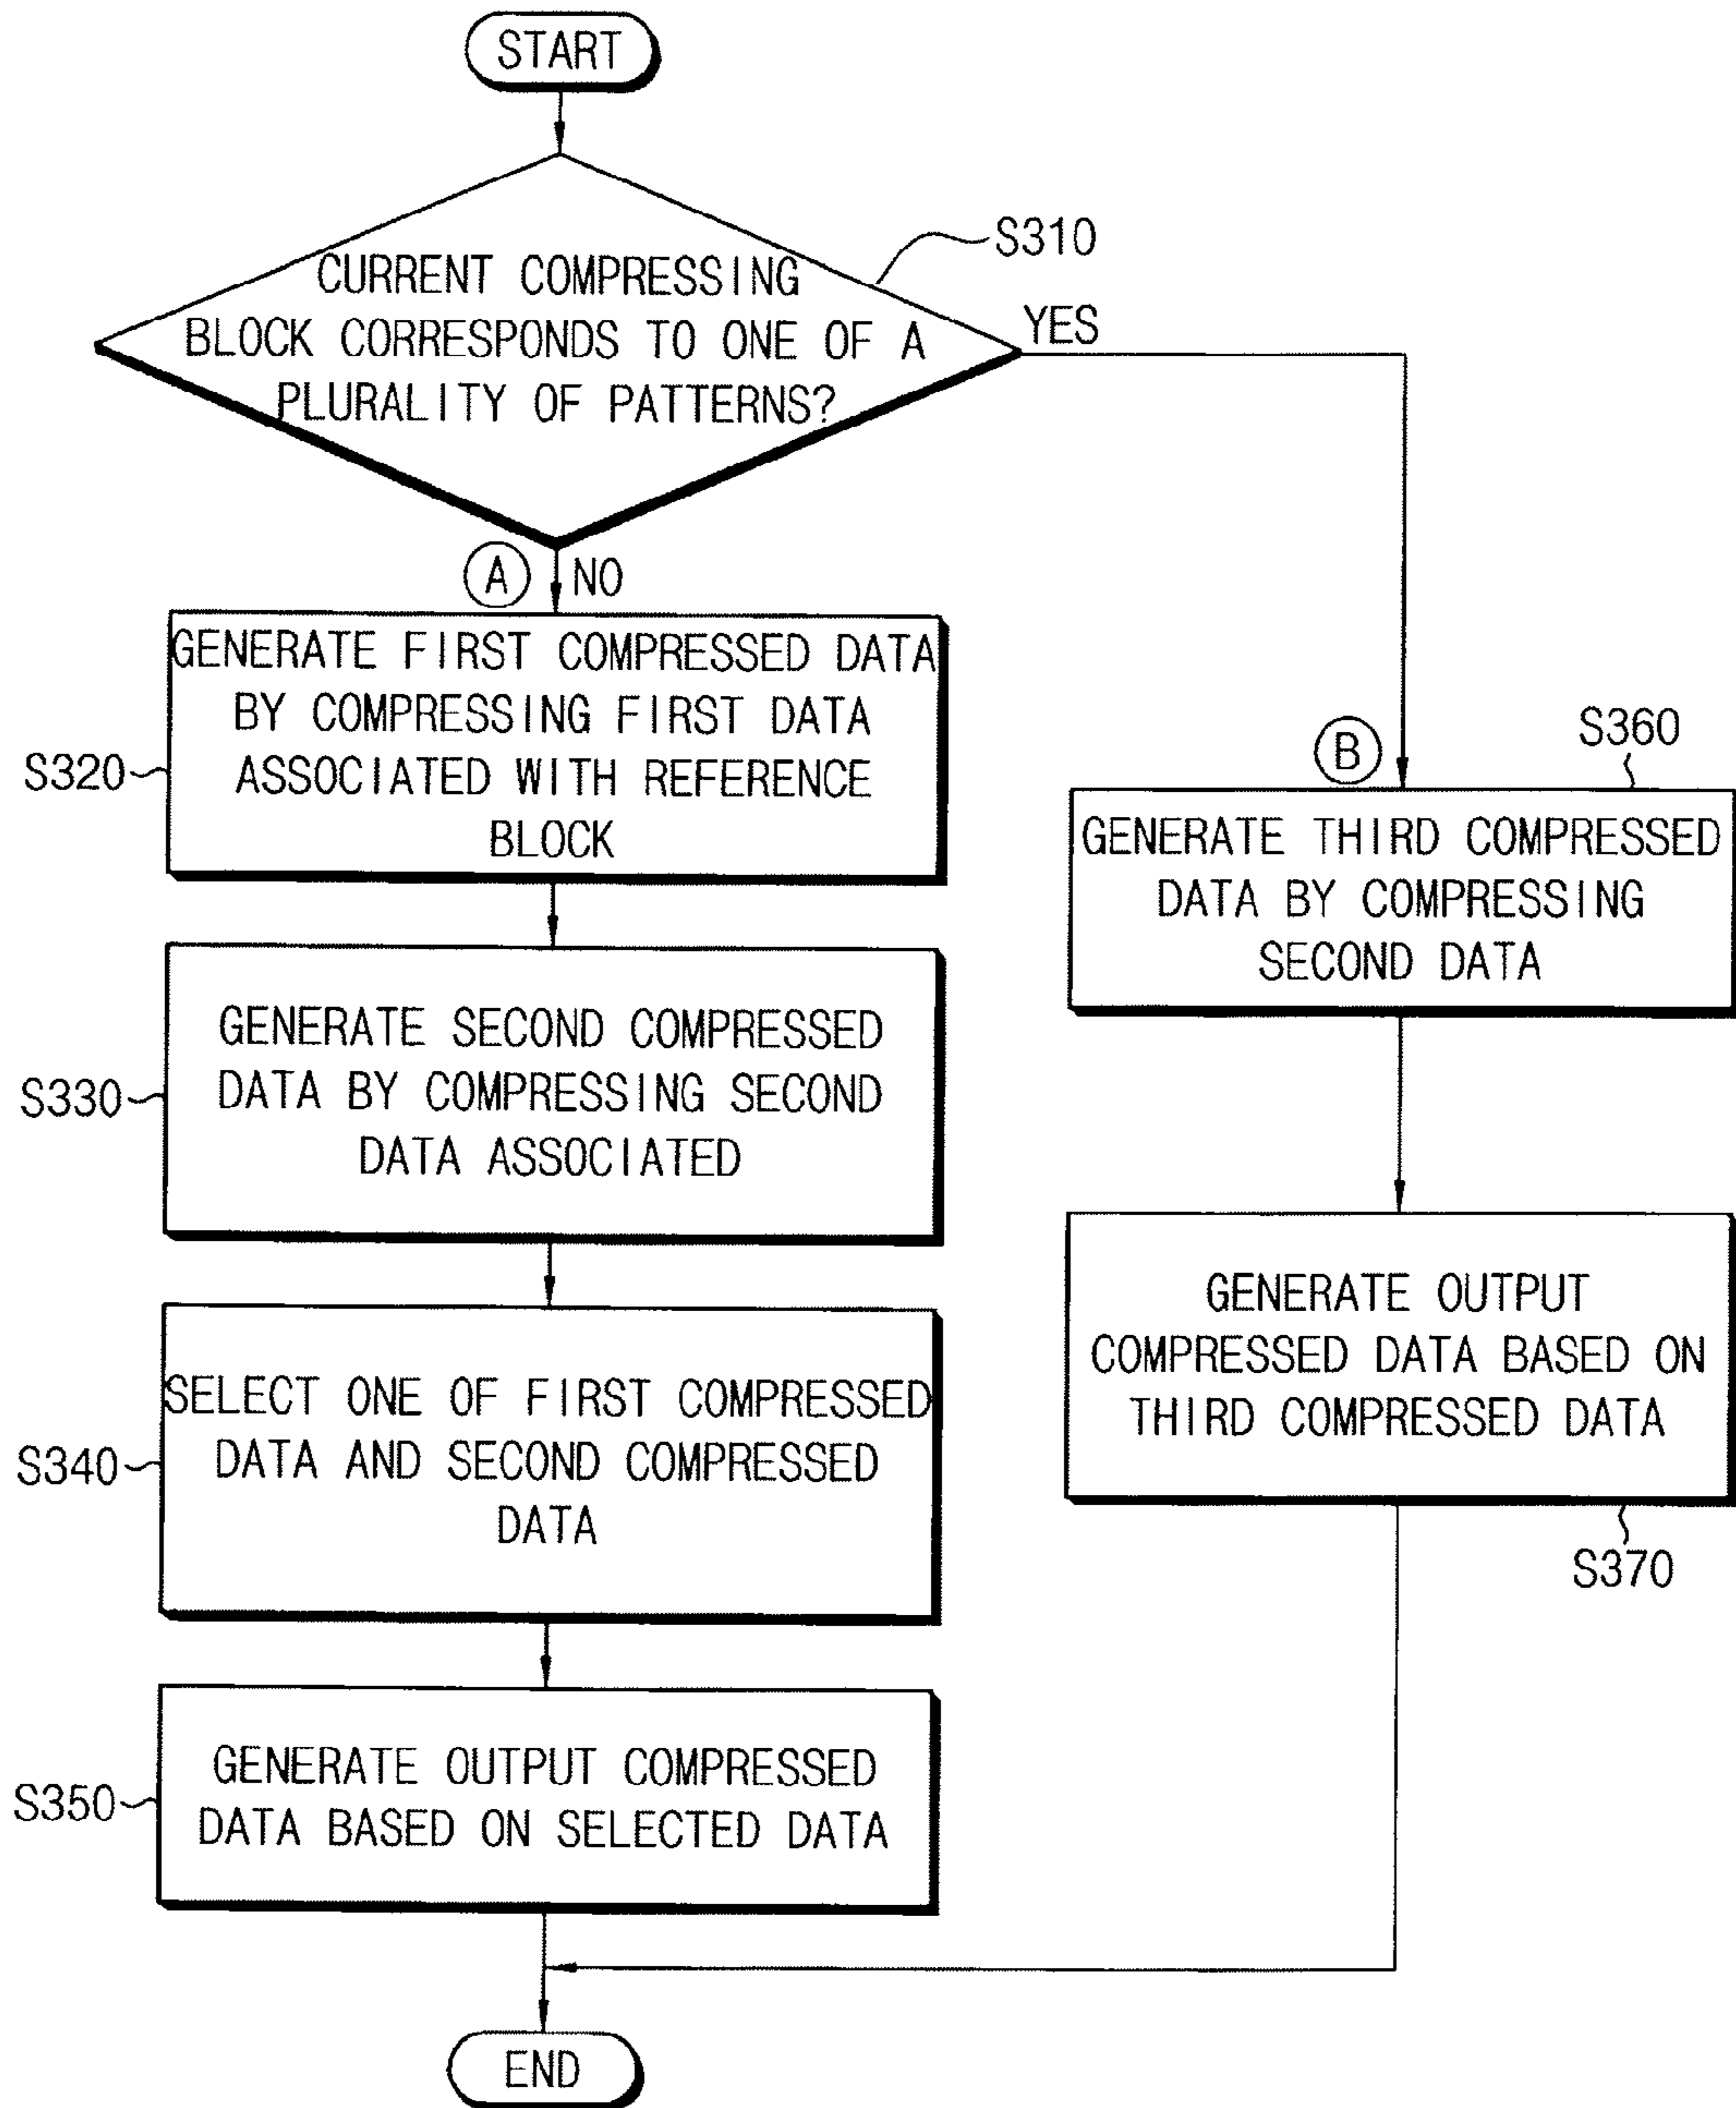 START
CURRENT COMPRESSING
BLOCK CORRESPONDS TO ONE OF A
PLURALITY OF PATTERNS?
S310
YES
A
NO
GENERATE FIRST COMPRESSED DATA
BY COMPRESSING FIRST DATA
ASSOCIATED WITH REFERENCE
BLOCK
S320
GENERATE SECOND COMPRESSED
DATA BY COMPRESSING SECOND
DATA ASSOCIATED
S330
SELECT ONE OF FIRST COMPRESSED
DATA AND SECOND COMPRESSED
DATA
S340
GENERATE OUTPUT COMPRESSED
DATA BASED ON SELECTED DATA
S350
B
S360
GENERATE THIRD COMPRESSED
DATA BY COMPRESSING
SECOND DATA
GENERATE OUTPUT
COMPRESSED DATA BASED ON
THIRD COMPRESSED DATA
S370
END